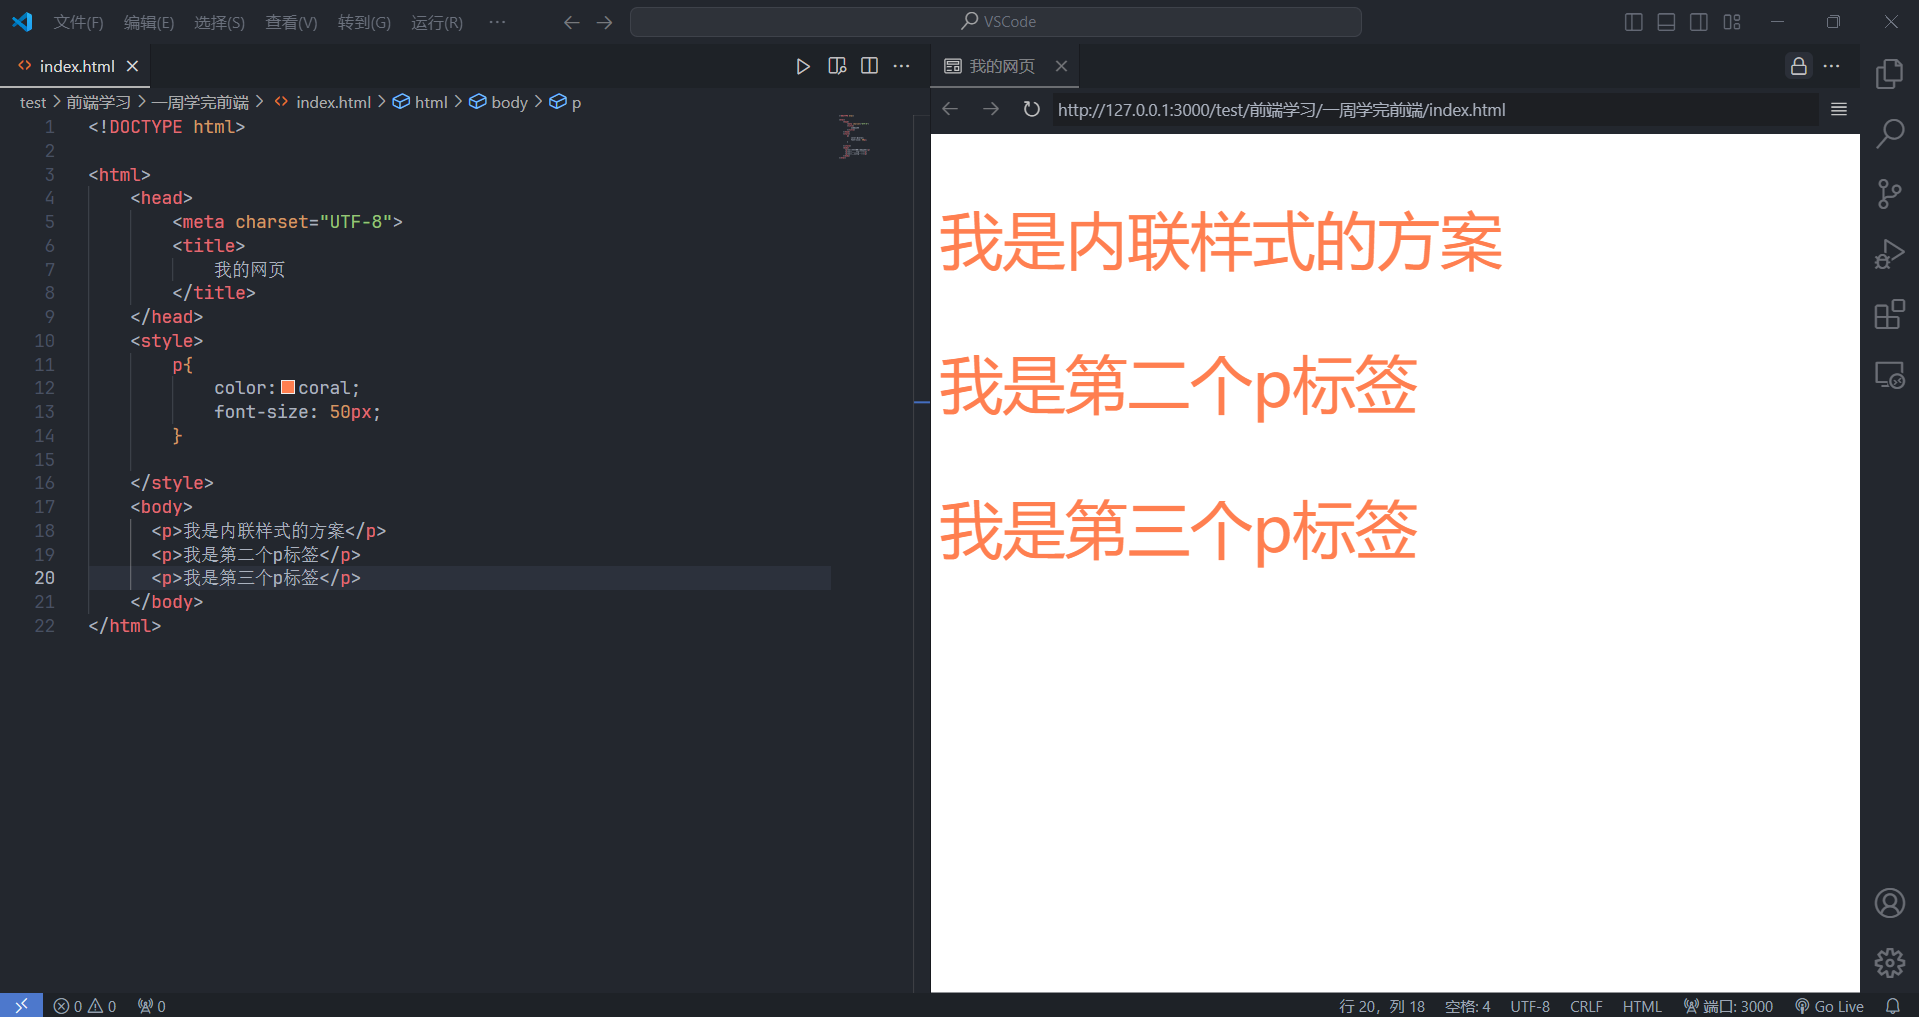 文件(F) 编辑(E) 选择(S) 查看(V) 转到(G) 运行(R) ··· VSCode
index.html
test > 前端学习 > 一周学完前端 > index.html > html > body > p
1 <!DOCTYPE html>
2
3 <html>
4 <head>
5 <meta charset="UTF-8">
6 <title>
7 我的网页
8 </title>
9 </head>
10 <style>
11 p{
12 color: coral;
13 font-size: 50px;
14 }
15
16 </style>
17 <body>
18 <p>我是内联样式的方案</p>
19 <p>我是第二个p标签</p>
20 <p>我是第三个p标签</p>
21 </body>
22 </html>
我的网页
http://127.0.0.1:3000/test/前端学习/一周学完前端/index.html
我是内联样式的方案
我是第二个p标签
我是第三个p标签
0 0 0 行 20，列 18 空格: 4 UTF-8 CRLF HTML 端口: 3000 Go Live